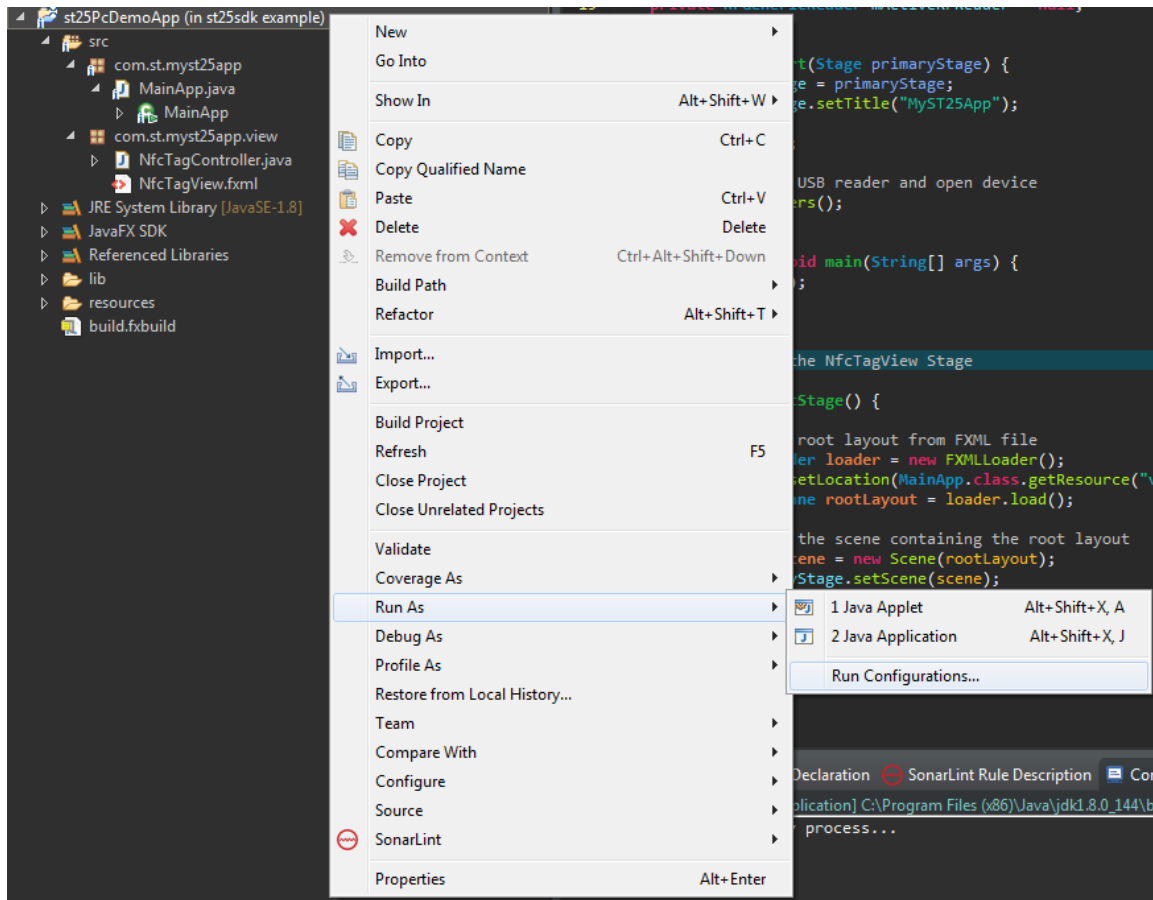 st25PcDemoApp (in st25sdk example)
src
com.st.myst25app
MainApp.java
MainApp
com.st.myst25app.view
NfcTagController.java
NfcTagView.fxml
JRE System Library [JavaSE-1.8]
JavaFX SDK
Referenced Libraries
lib
resources
build.fxbuild
New
Go Into
Show In Alt+Shift+W
Copy Ctrl+C
Copy Qualified Name
Paste Ctrl+V
Delete Delete
Remove from Context Ctrl+Alt+Shift+Down
Build Path
Refactor Alt+Shift+T
Import...
Export...
Build Project
Refresh F5
Close Project
Close Unrelated Projects
Validate
Coverage As
Run As
Debug As
Profile As
Restore from Local History...
Team
Compare With
Configure
Source
SonarLint
Properties Alt+Enter
1 Java Applet Alt+Shift+X, A
2 Java Application Alt+Shift+X, J
Run Configurations...
t(Stage primaryStage) {
ge = primaryStage;
ge.setTitle("MyST25App");
;
USB reader and open device
ers();
oid main(String[] args) {
);
the NfcTagView Stage
tStage() {
root layout from FXML file
der loader = new FXMLLoader();
setLocation(MainApp.class.getResource("v
ane rootLayout = loader.load();
the scene containing the root layout
cene = new Scene(rootLayout);
yStage.setScene(scene);
Declaration SonarLint Rule Description Co
plication] C:\Program Files (x86)\Java\jdk1.8.0_144\b
process...